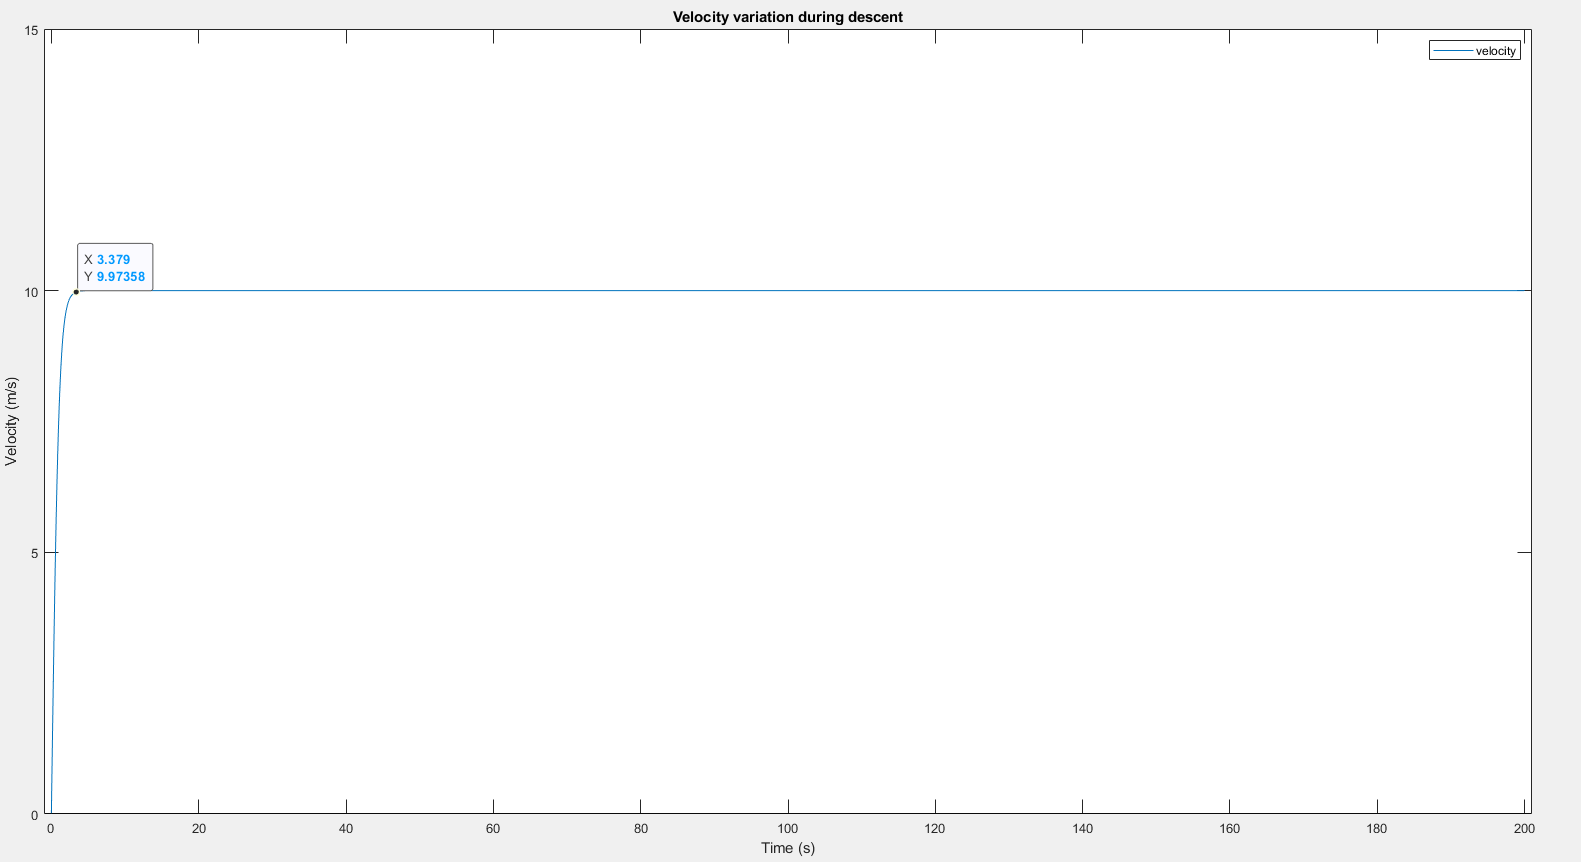 Velocity variation during descent
velocity
15
10
5
0
X 3.379
Y 9.97358
Velocity (m/s)
0 20 40 60 80 100 120 140 160 180 200
Time (s)